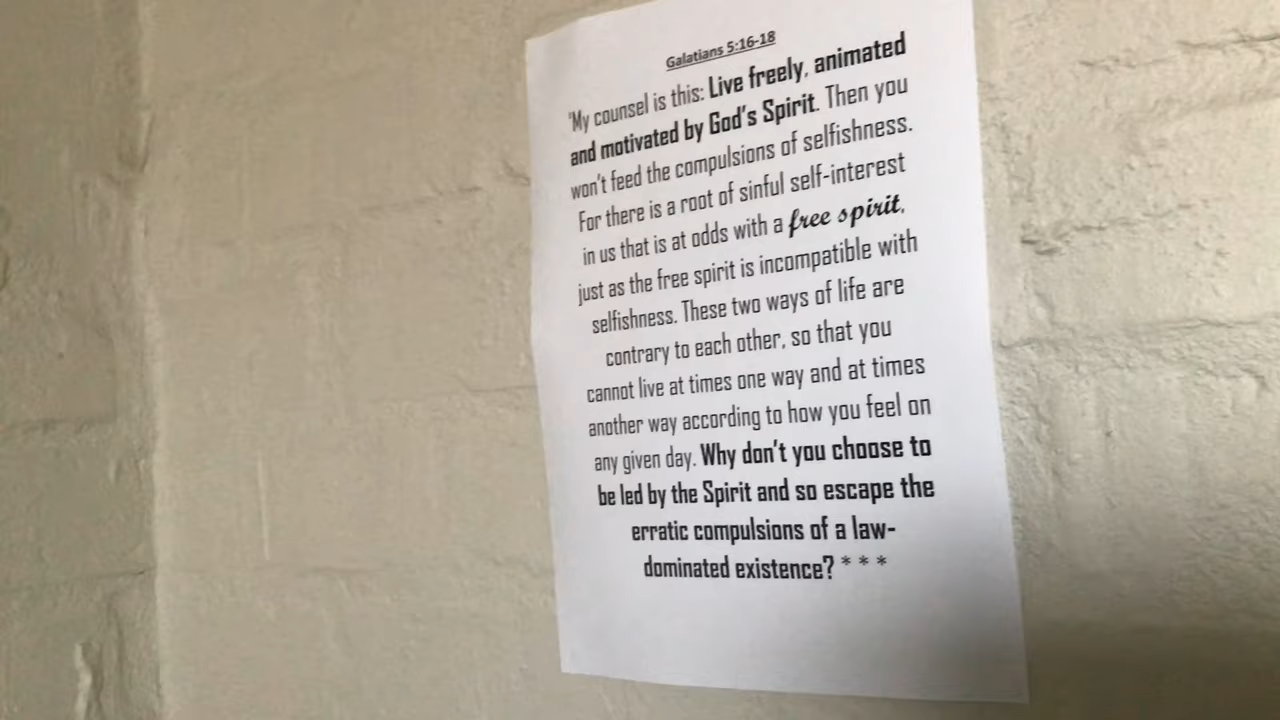 Galatians 5:16-18
'My counsel is this: Live freely, animated
and motivated by God's Spirit. Then you
won't feed the compulsions of selfishness.
For there is a root of sinful self-interest
in us that is at odds with a free spirit,
just as the free spirit is incompatible with
selfishness. These two ways of life are
contrary to each other, so that you
cannot live at times one way and at times
another way according to how you feel on
any given day. Why don't you choose to
be led by the Spirit and so escape the
erratic compulsions of a law-
dominated existence? * * *